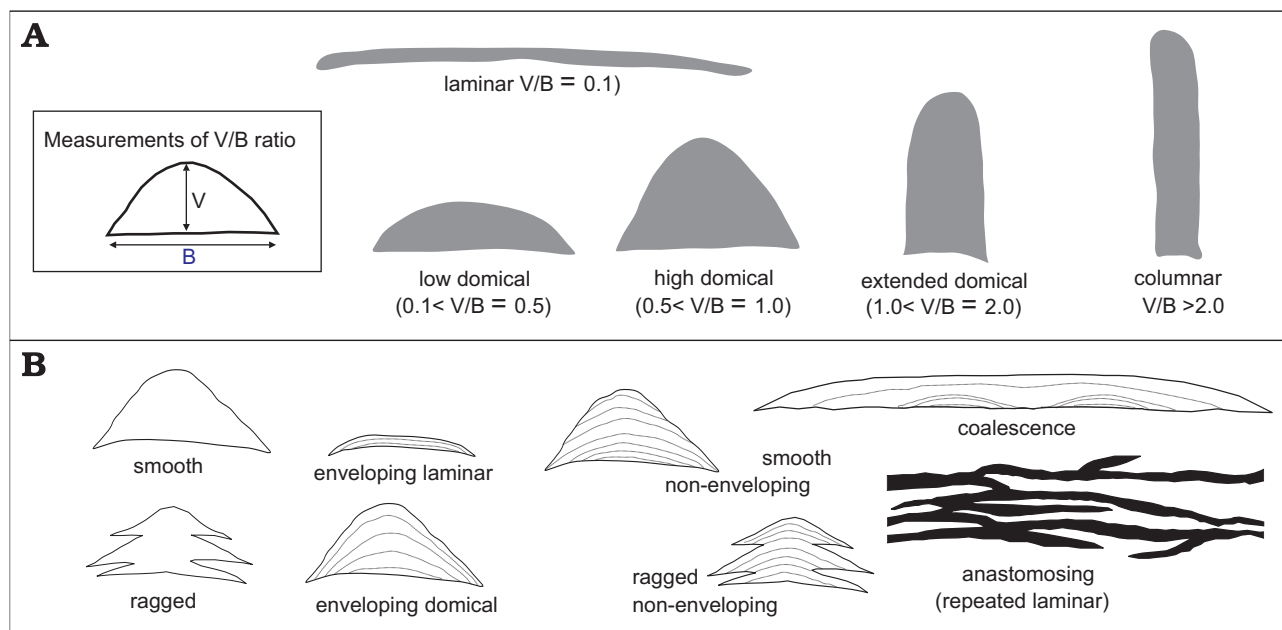 A
laminar V/B = 0.1)
Measurements of V/B ratio
V
B
low domical
(0.1< V/B = 0.5)
high domical
(0.5< V/B = 1.0)
extended domical
(1.0< V/B = 2.0)
columnar
V/B >2.0
B
smooth
enveloping laminar
smooth
non-enveloping
coalescence
ragged
enveloping domical
ragged
non-enveloping
anastomosing
(repeated laminar)